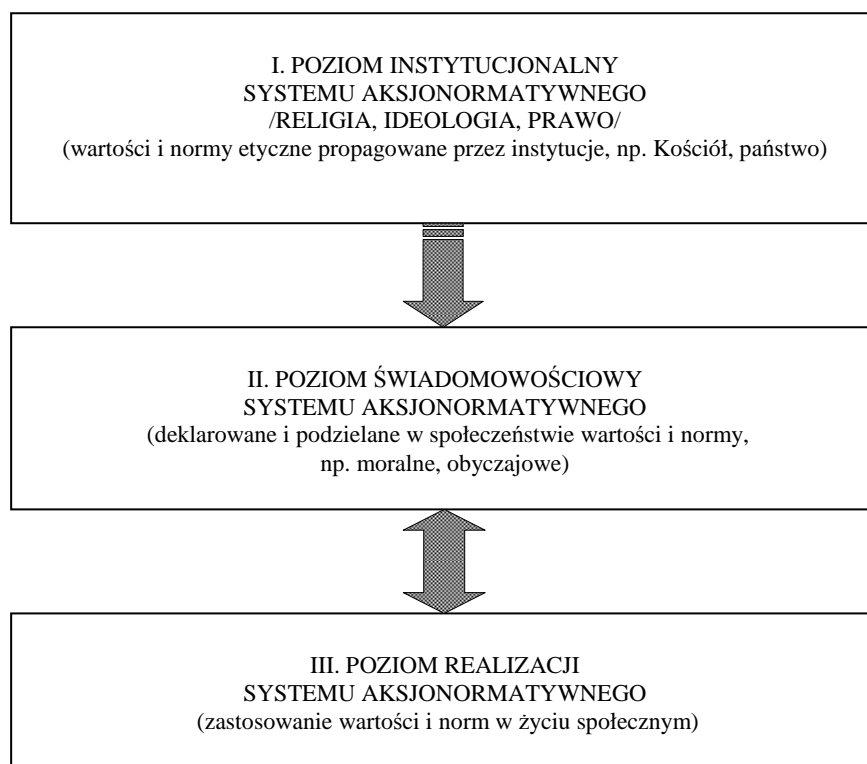 I. POZIOM INSTYTUCJONALNY
SYSTEMU AKSJONORMATYWNEGO
/RELIGIA, IDEOLOGIA, PRAWO/
(wartości i normy etyczne propagowane przez instytucje, np. Kościół, państwo)
II. POZIOM ŚWIADOMOWOŚCIOWY
SYSTEMU AKSJONORMATYWNEGO
(deklarowane i podzielane w społeczeństwie wartości i normy,
np. moralne, obyczajowe)
III. POZIOM REALIZACJI
SYSTEMU AKSJONORMATYWNEGO
(zastosowanie wartości i norm w życiu społecznym)